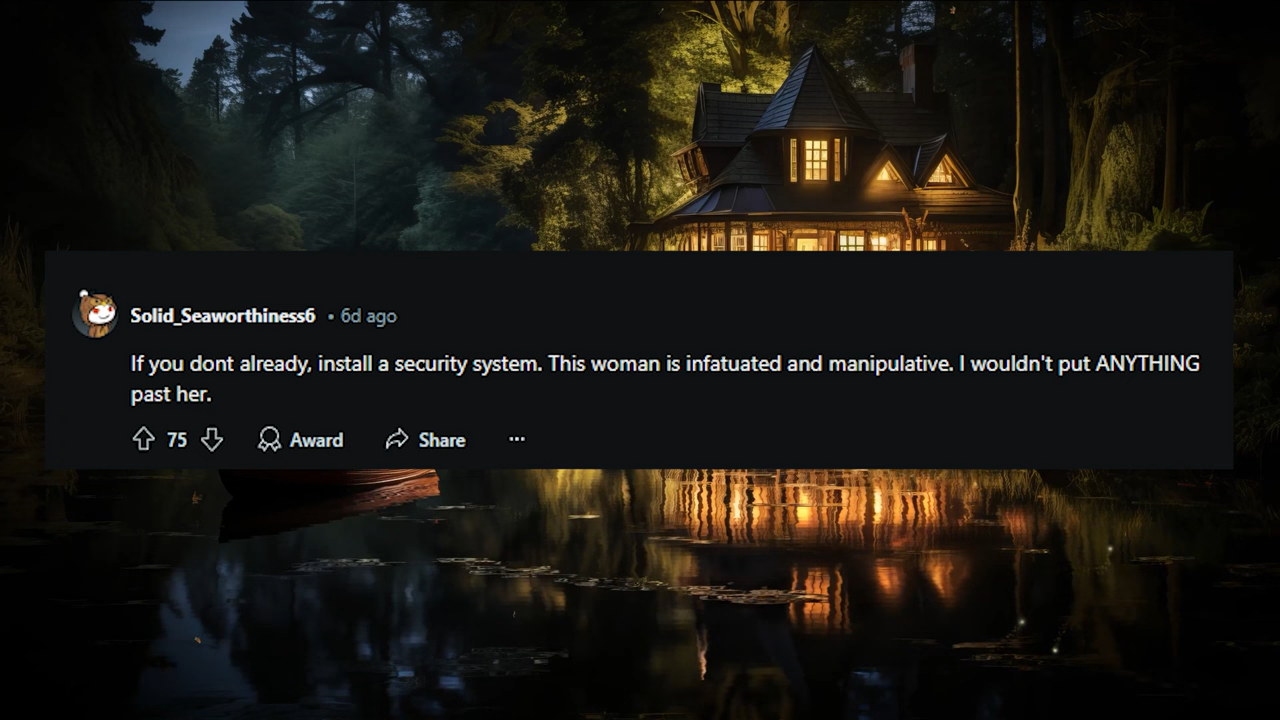 Solid_Seaworthiness6 • 6d ago
If you dont already, install a security system. This woman is infatuated and manipulative. I wouldn't put ANYTHING
past her.
75 Award Share ...